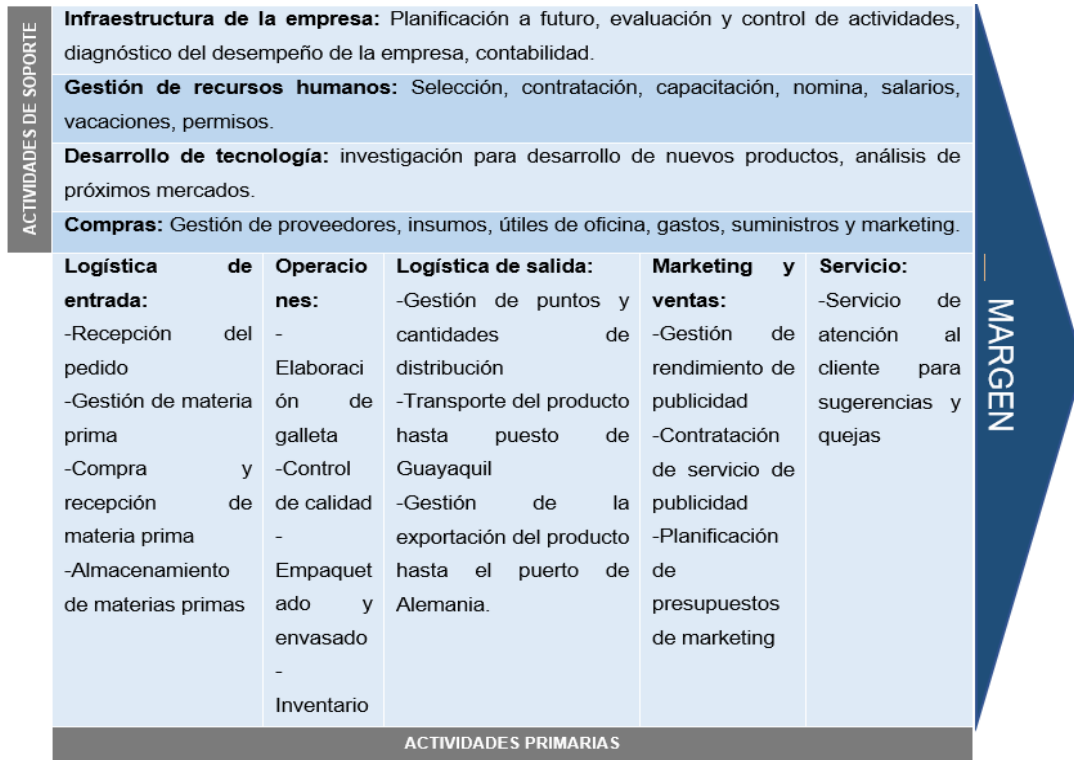 ACTIVIDADES DE SOPORTE
Infraestructura de la empresa: Planificación a futuro, evaluación y control de actividades,
diagnóstico del desempeño de la empresa, contabilidad.
Gestión de recursos humanos: Selección, contratación, capacitación, nomina, salarios,
vacaciones, permisos.
Desarrollo de tecnología: investigación para desarrollo de nuevos productos, análisis de
próximos mercados.
Compras: Gestión de proveedores, insumos, útiles de oficina, gastos, suministros y marketing.
Logística de
entrada:
-Recepción del
pedido
-Gestión de materia
prima
-Compra y
recepción de
materia prima
-Almacenamiento
de materias primas
Operacio
nes:
-
Elaboraci
ón de
galleta
-Control
de calidad
-
Empaquet
ado y
envasado
-
Inventario
Logística de salida:
-Gestión de puntos y
cantidades de
distribución
-Transporte del producto
hasta puesto de
Guayaquil
-Gestión de la
exportación del producto
hasta el puerto de
Alemania.
Marketing y
ventas:
-Gestión de
rendimiento de
publicidad
-Contratación
de servicio de
publicidad
-Planificación
de
presupuestos
de marketing
Servicio:
-Servicio de
atención al
cliente para
sugerencias y
quejas
MARGEN
ACTIVIDADES PRIMARIAS